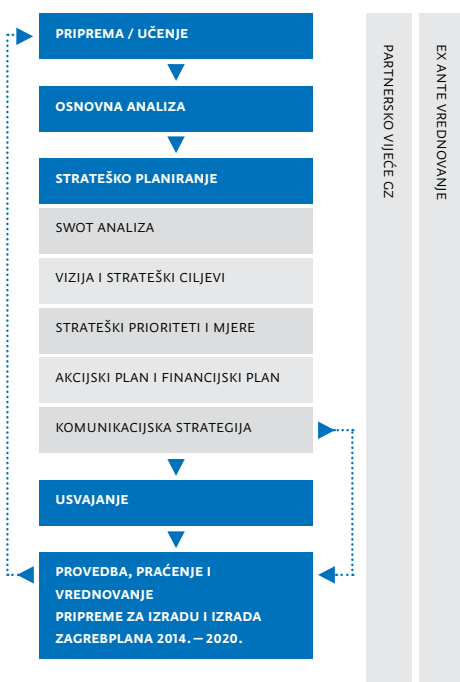 PRIPREMA / UČENJE
OSNOVNA ANALIZA
STRATEŠKO PLANIRANJE
SWOT ANALIZA
VIZIJA I STRATEŠKI CILJEVI
STRATEŠKI PRIORITETI I MJERE
AKCIJSKI PLAN I FINANCIJSKI PLAN
KOMUNIKACIJSKA STRATEGIJA
USVAJANJE
PROVEDBA, PRAĆENJE I
VREDNOVANJE
PRIPREME ZA IZRADU I IZRADA
ZAGREBPLANA 2014. – 2020.
PARTNERSKO VIJEĆE GZ
EX ANTE VREDNOVANJE